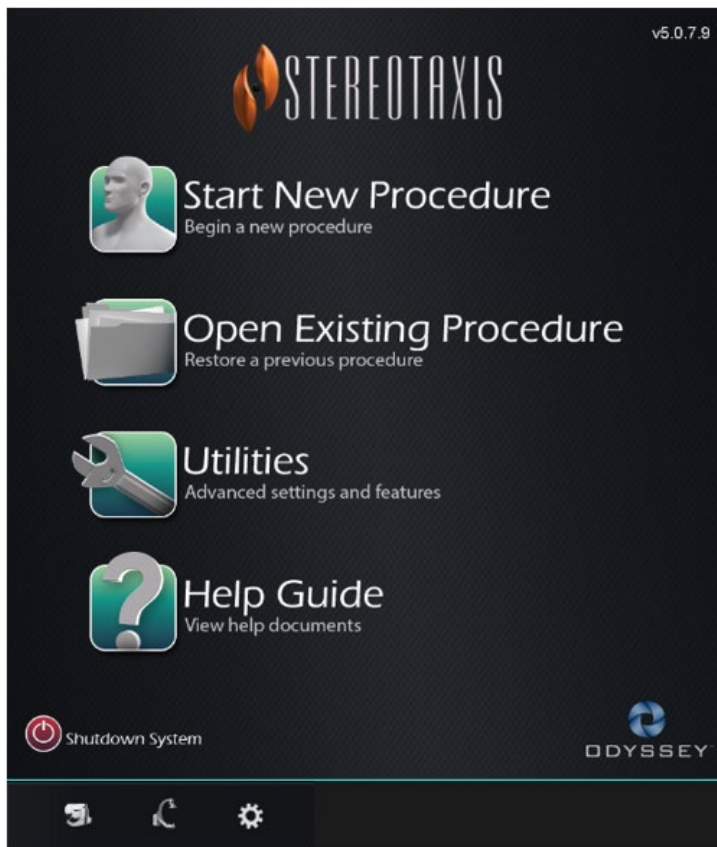 v5.0.7.9
STEREOTAXIS
Start New Procedure
Begin a new procedure
Open Existing Procedure
Restore a previous procedure
Utilities
Advanced settings and features
Help Guide
View help documents
Shutdown System
ODYSSEY